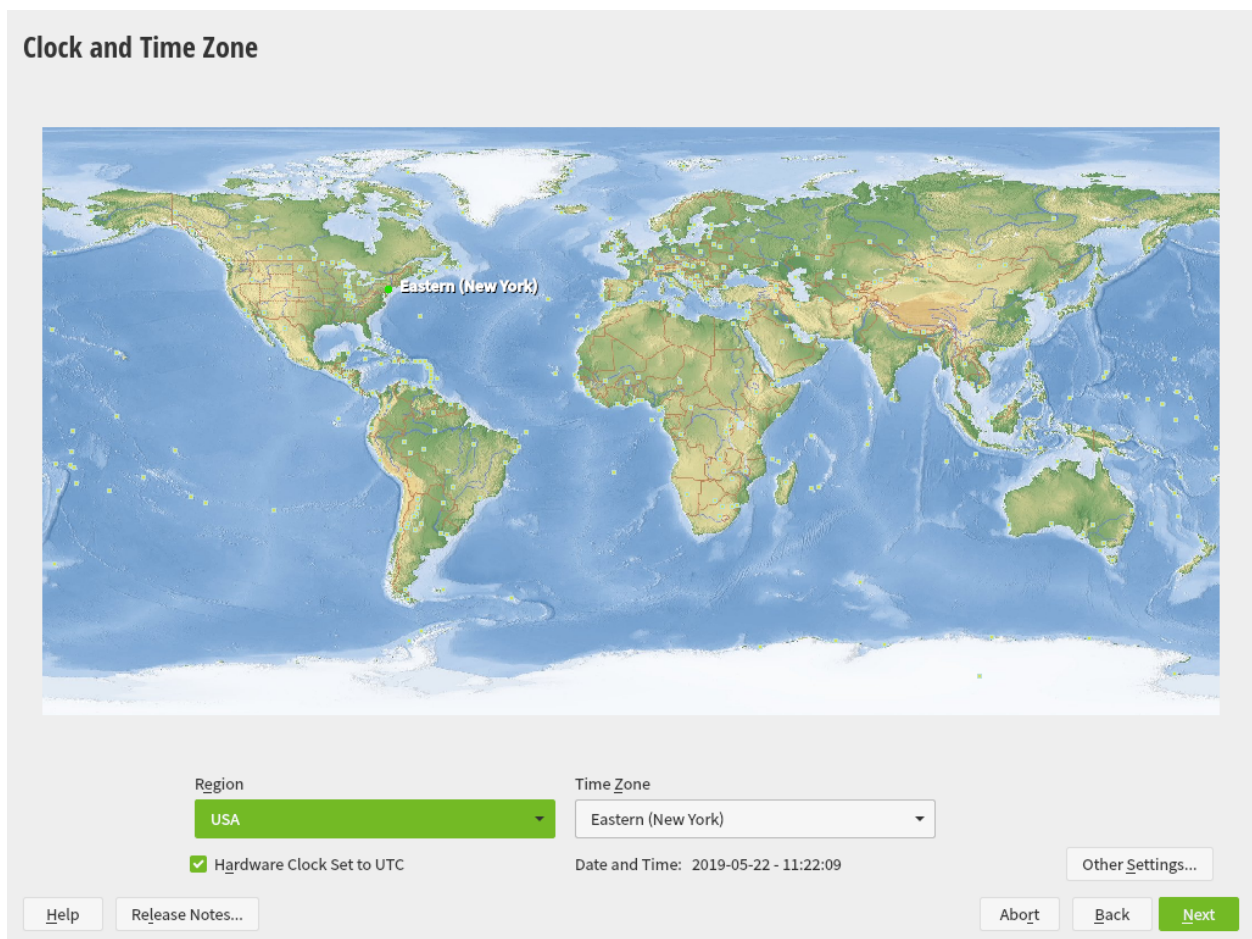 Clock and Time Zone
Eastern (New York)
Region
Time Zone
USA
Eastern (New York)
Hardware Clock Set to UTC
Date and Time: 2019-05-22 - 11:22:09
Other Settings...
Help
Release Notes...
Abort
Back
Next